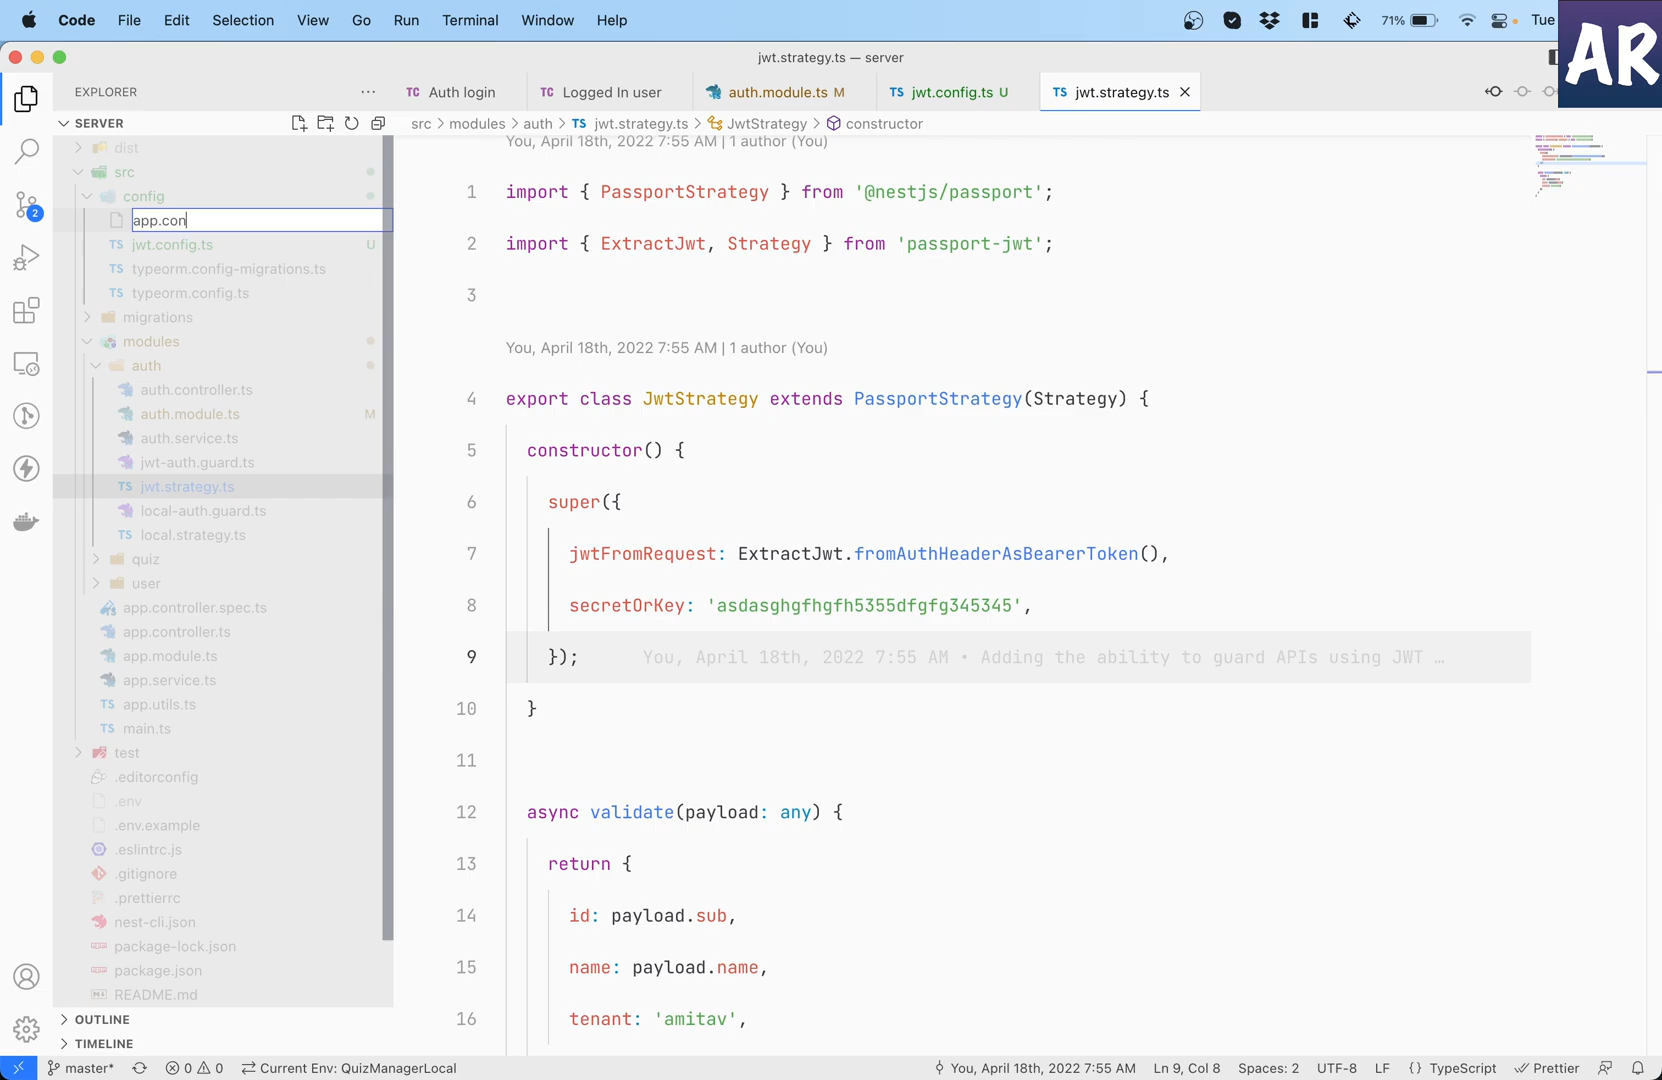 Code File Edit Selection View Go Run Terminal Window Help 71% Tue
AR
jwt.strategy.ts — server
EXPLORER ···
TC Auth login
TC Logged In user
auth.module.ts M
TS jwt.config.ts U
TS jwt.strategy.ts
SERVER
src > modules > auth > TS jwt.strategy.ts > JwtStrategy > constructor
dist
src
config
app.con
TS jwt.config.ts U
TS typeorm.config-migrations.ts
TS typeorm.config.ts
migrations
modules
auth
auth.controller.ts
auth.module.ts M
auth.service.ts
jwt-auth.guard.ts
TS jwt.strategy.ts
local-auth.guard.ts
TS local.strategy.ts
quiz
user
app.controller.spec.ts
app.controller.ts
app.module.ts
app.service.ts
TS app.utils.ts
TS main.ts
test
.editorconfig
.env
.env.example
.eslintrc.js
.gitignore
.prettierrc
nest-cli.json
package-lock.json
package.json
README.md
OUTLINE
TIMELINE
2
You, April 18th, 2022 7:55 AM | 1 author (You)
1 import { PassportStrategy } from '@nestjs/passport';
2 import { ExtractJwt, Strategy } from 'passport-jwt';
3
You, April 18th, 2022 7:55 AM | 1 author (You)
4 export class JwtStrategy extends PassportStrategy(Strategy) {
5 constructor() {
6 super({
7 jwtFromRequest: ExtractJwt.fromAuthHeaderAsBearerToken(),
8 secretOrKey: 'asdasghgfhgfh5355dfgfg345345',
9 }); You, April 18th, 2022 7:55 AM • Adding the ability to guard APIs using JWT …
10 }
11
12 async validate(payload: any) {
13 return {
14 id: payload.sub,
15 name: payload.name,
16 tenant: 'amitav',
master* 0 0 Current Env: QuizManagerLocal You, April 18th, 2022 7:55 AM Ln 9, Col 8 Spaces: 2 UTF-8 LF {} TypeScript Prettier